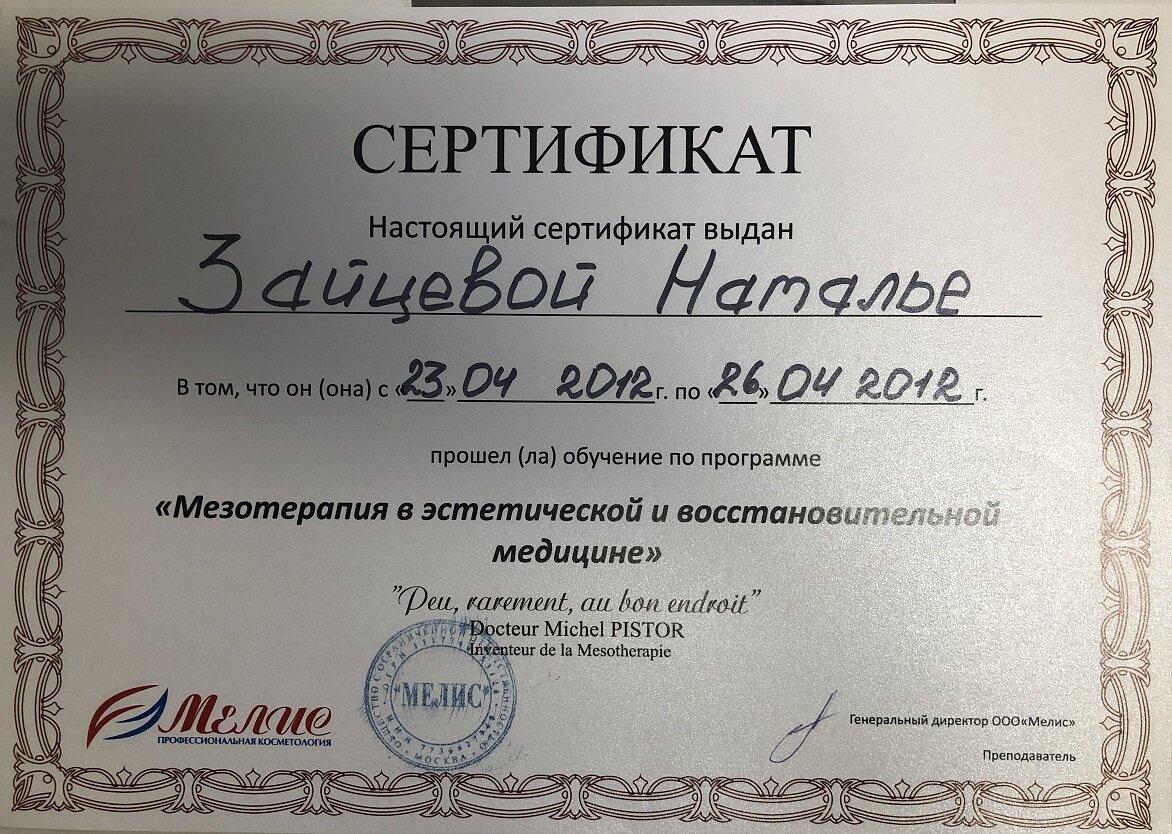 СЕРТИФИКАТ
Настоящий сертификат выдан
Зайцевой Наталье
В том, что он (она) с «23» 04 2012 г. по «26» 04 2012 г.
прошел (ла) обучение по программе
«Мезотерапия в эстетической и восстановительной
медицине»
"Peu, rarement, au bon endroit"
Docteur Michel PISTOR
Inventeur de la Mesotherapie
"МЕЛИС"
МОСКВА
Мелис
ПРОФЕССИОНАЛЬНАЯ КОСМЕТОЛОГИЯ
Генеральный директор ООО«Мелис»
Преподаватель